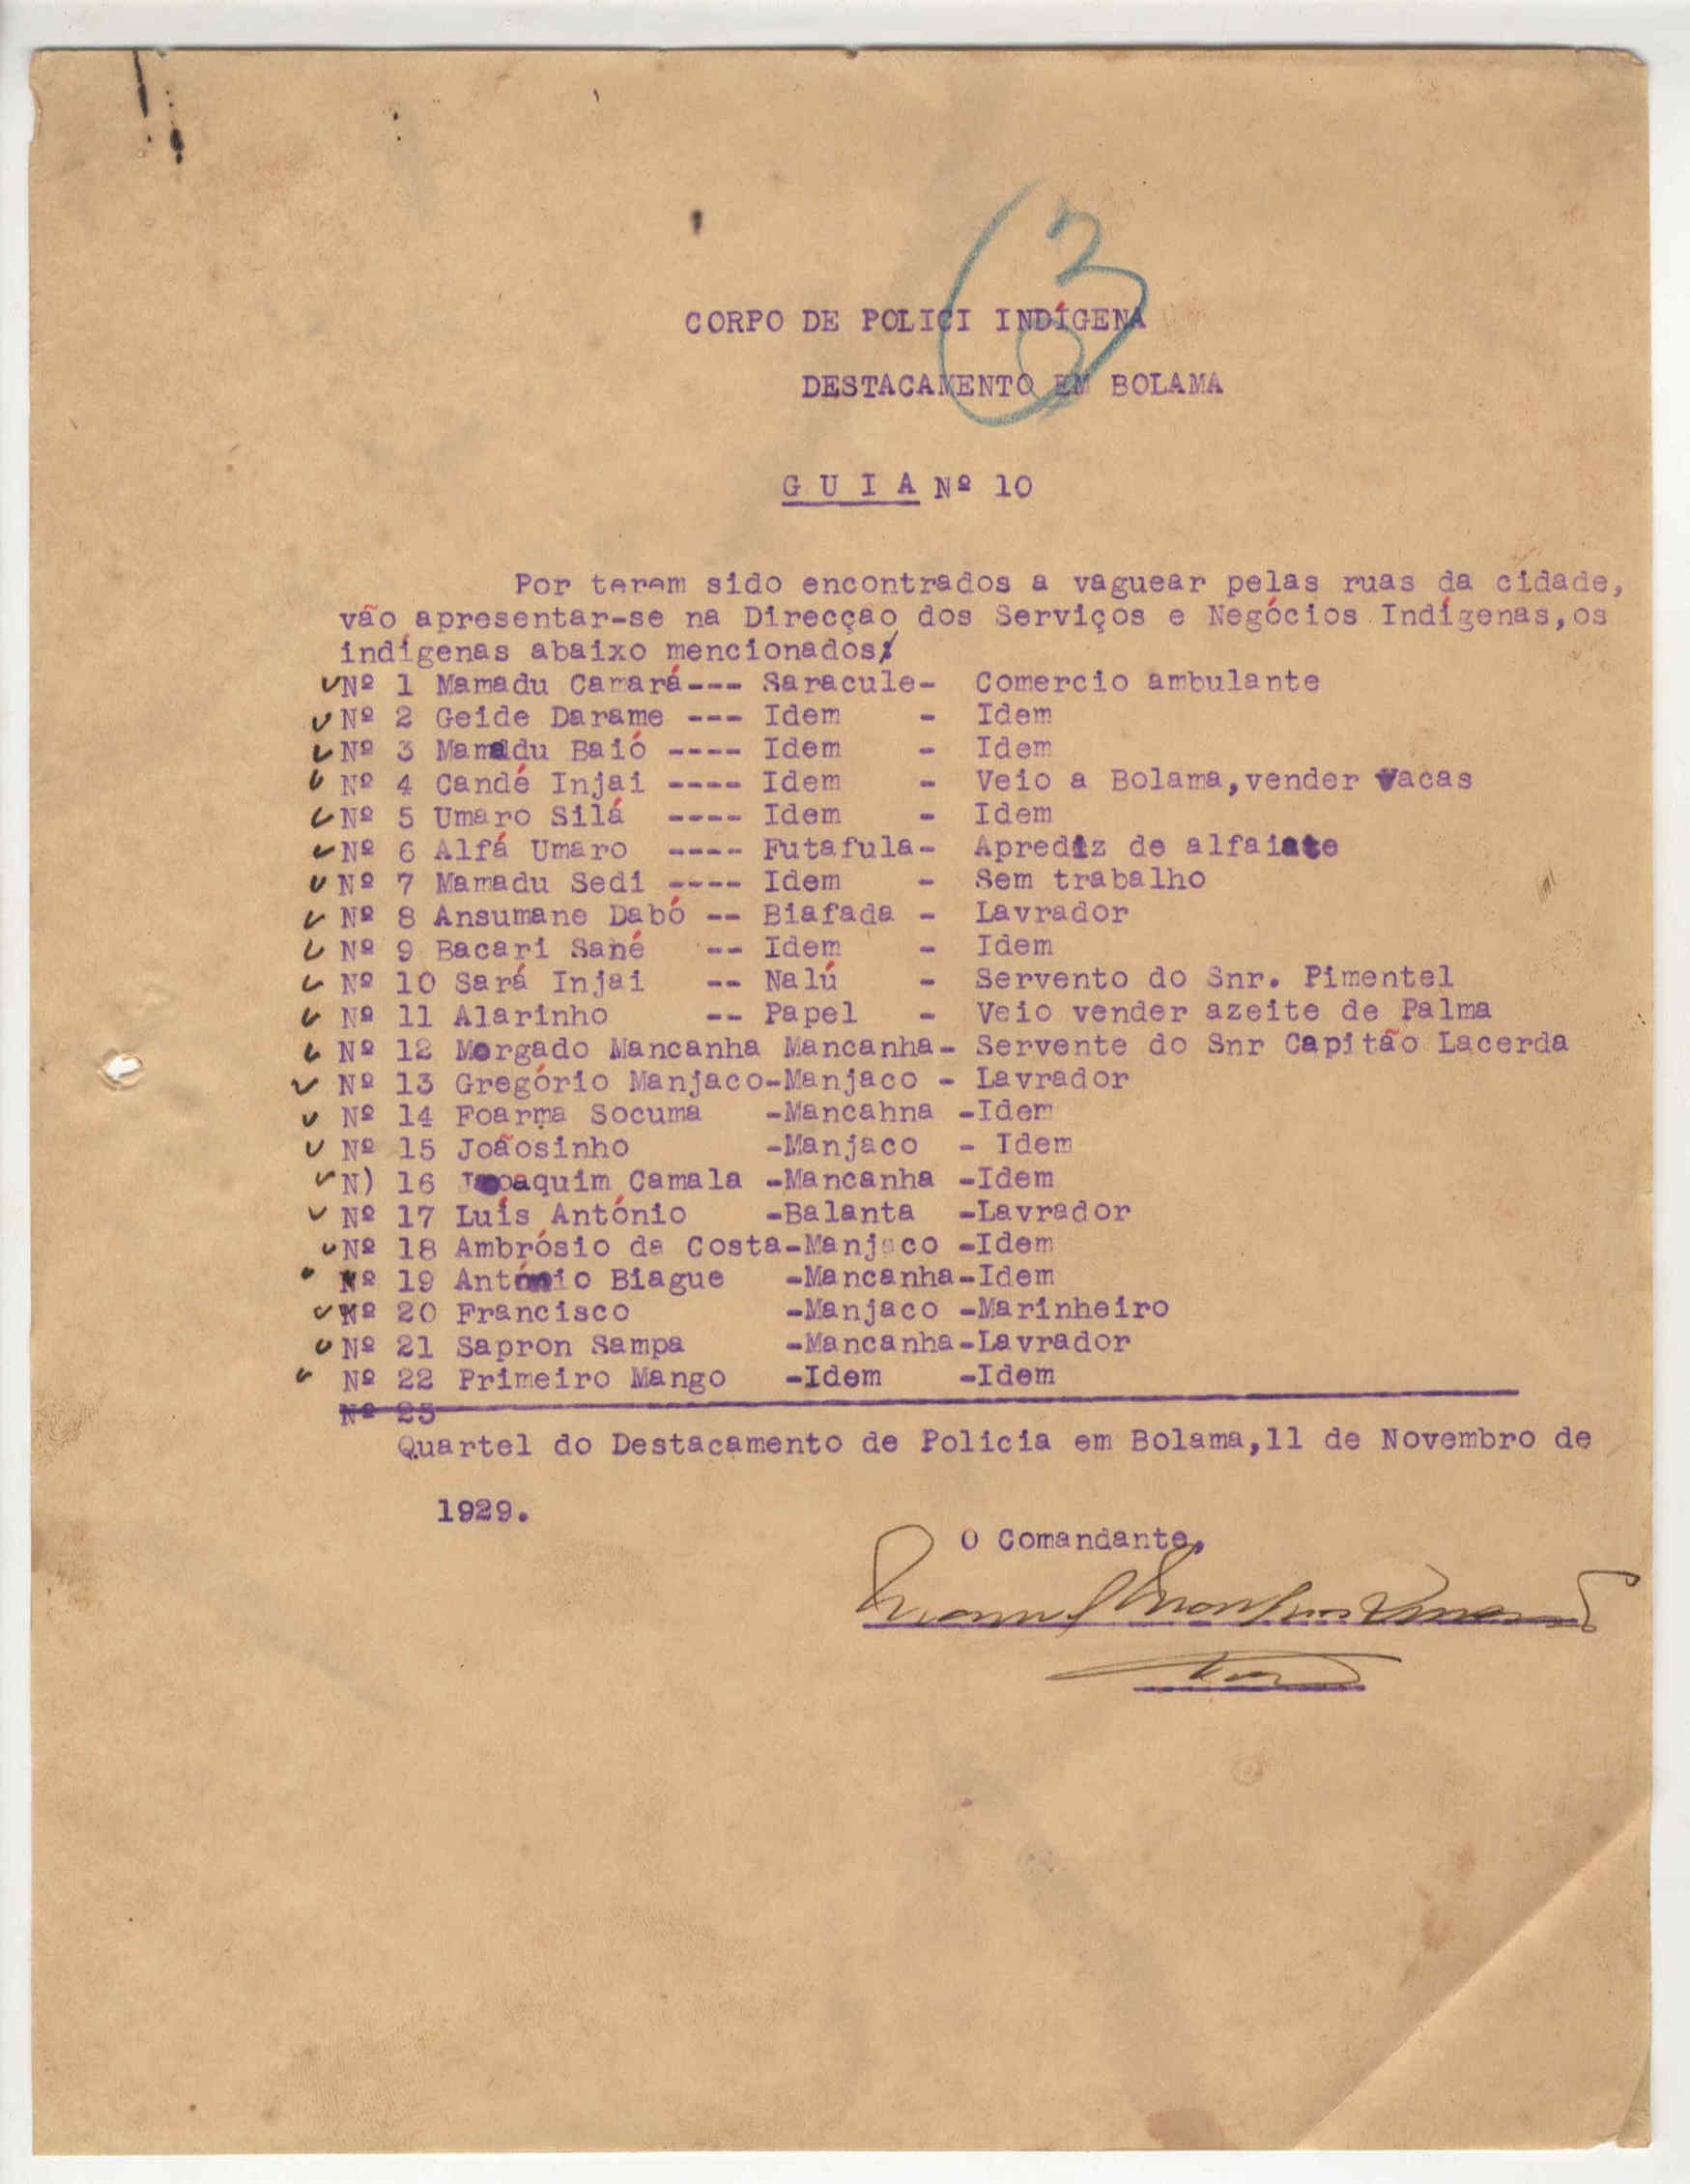 CORPO DE POLICI INDÍGENA
DESTACAMENTO EM BOLAMA
G U I A Nº 10
Por terem sido encontrados a vaguear pelas ruas da cidade,
vão apresentar-se na Direcção dos Serviços e Negócios Indígenas,os
indígenas abaixo mencionados:
Nº 1 Mamadu Camará--- Saracule- Comercio ambulante
Nº 2 Geide Darame --- Idem - Idem
Nº 3 Mamadu Baió ---- Idem - Idem
Nº 4 Candé Injai ---- Idem - Veio a Bolama,vender vacas
Nº 5 Umaro Silá ---- Idem - Idem
Nº 6 Alfá Umaro ---- Futafula- Aprediz de alfaiate
Nº 7 Mamadu Sedi ---- Idem - Sem trabalho
Nº 8 Ansumane Dabó -- Biafada - Lavrador
Nº 9 Bacari Sané -- Idem - Idem
Nº 10 Sará Injai -- Nalú - Servento do Snr. Pimentel
Nº 11 Alarinho -- Papel - Veio vender azeite de Palma
Nº 12 Morgado Mancanha Mancanha- Servente do Snr Capitão Lacerda
Nº 13 Gregório Manjaco-Manjaco - Lavrador
Nº 14 Foarma Socuma -Mancahna -Idem
Nº 15 Joãosinho -Manjaco - Idem
N) 16 Joaquim Camala -Mancanha -Idem
Nº 17 Luís António -Balanta -Lavrador
Nº 18 Ambrósio da Costa-Manjaco -Idem
Nº 19 António Biague -Mancanha-Idem
Nº 20 Francisco -Manjaco -Marinheiro
Nº 21 Sapron Sampa -Mancanha-Lavrador
Nº 22 Primeiro Mango -Idem -Idem
Nº 23
Quartel do Destacamento de Policia em Bolama,11 de Novembro de
1929.
O Comandante,